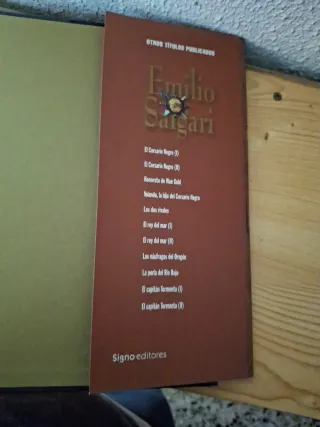 OTROS TÍTULOS PUBLICADOS
Emilio
Salgari
El Corsario Negro (I)
El Corsario Negro (II)
Honorata de Wan Guld
Yolanda, la hija del Corsario Negro
Los dos rivales
El rey del mar (I)
El rey del mar (II)
Los náufragos del Oregón
La perla del Río Rojo
El capitán Tormenta (I)
El capitán Tormenta (II)
Signo editores